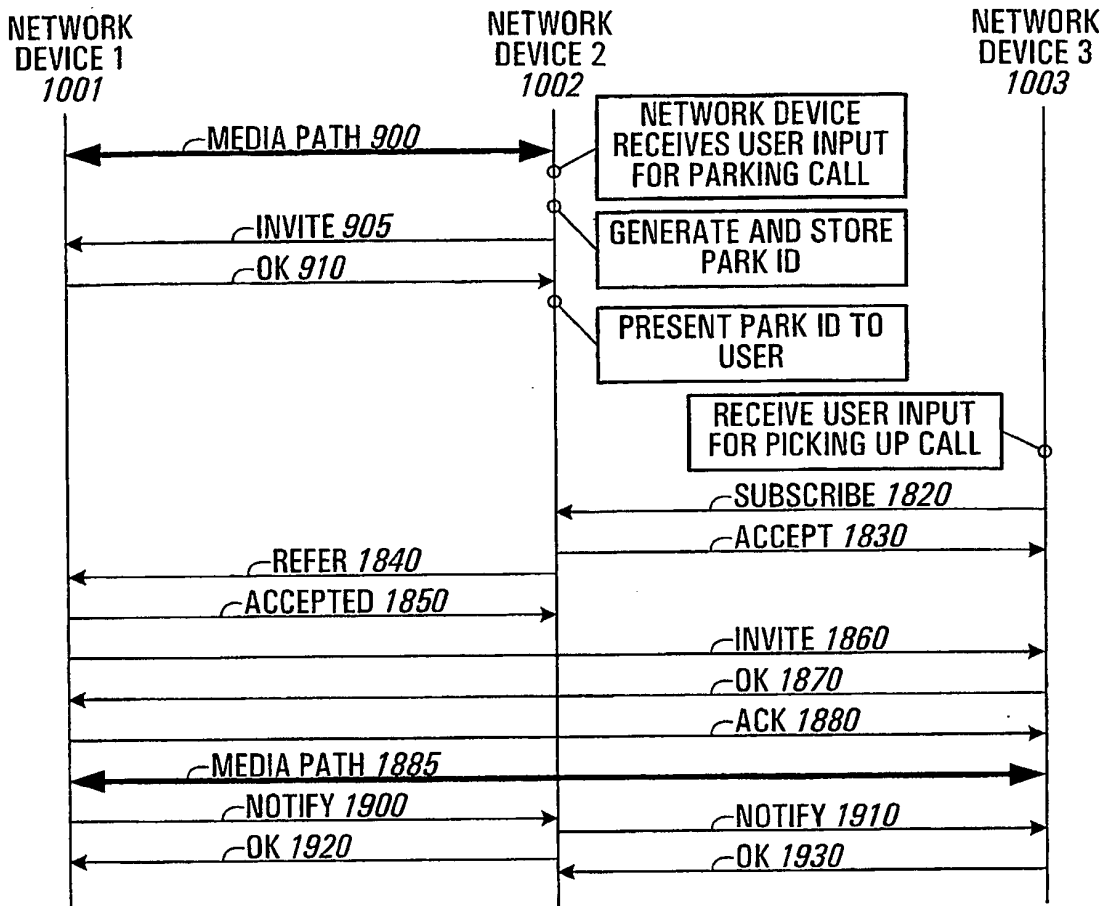 NETWORK
DEVICE 1
1001
NETWORK
DEVICE 2
1002
NETWORK
DEVICE 3
1003
MEDIA PATH 900
NETWORK DEVICE
RECEIVES USER INPUT
FOR PARKING CALL
INVITE 905
GENERATE AND STORE
PARK ID
OK 910
PRESENT PARK ID TO
USER
RECEIVE USER INPUT
FOR PICKING UP CALL
SUBSCRIBE 1820
ACCEPT 1830
REFER 1840
ACCEPTED 1850
INVITE 1860
OK 1870
ACK 1880
MEDIA PATH 1885
NOTIFY 1900
NOTIFY 1910
OK 1920
OK 1930